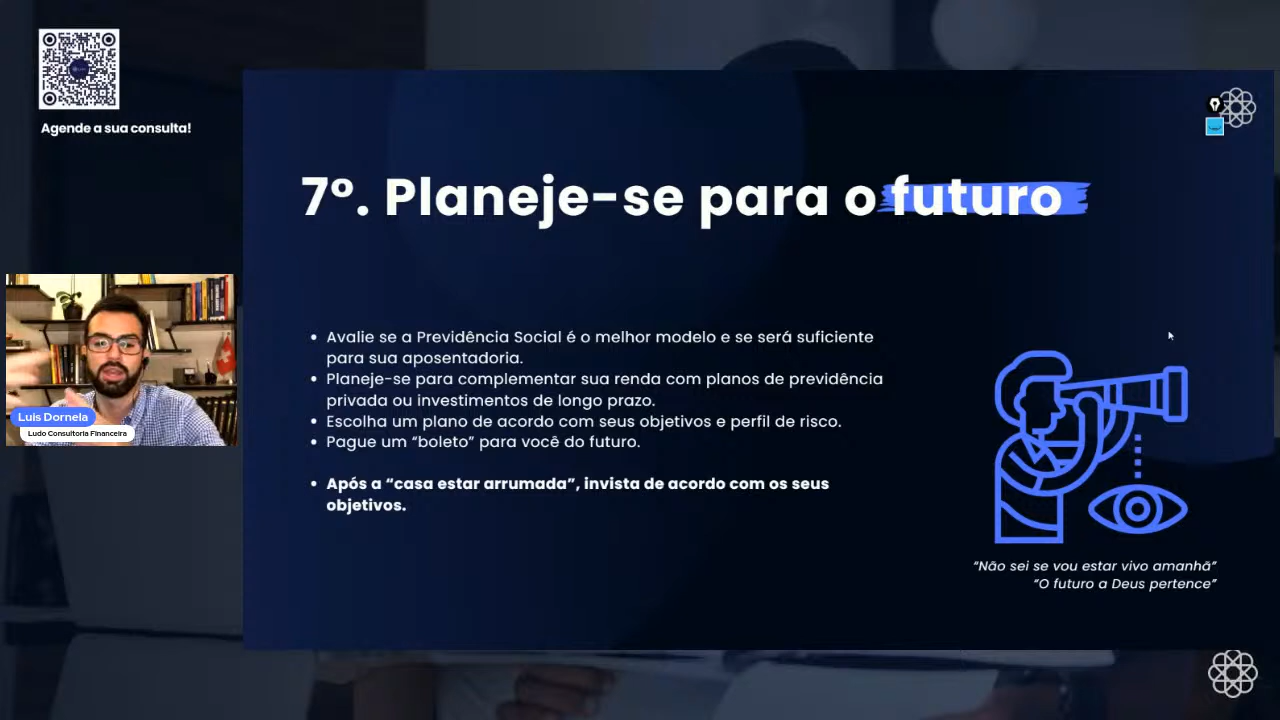 Agende a sua consulta!
7º. Planeje-se para o futuro
Avalie se a Previdência Social é o melhor modelo e se será suficiente
para sua aposentadoria.
Planeje-se para complementar sua renda com planos de previdência
privada ou investimentos de longo prazo.
Escolha um plano de acordo com seus objetivos e perfil de risco.
Pague um “boleto” para você do futuro.
Após a “casa estar arrumada”, invista de acordo com os seus
objetivos.
Luis Dornela
Ludo Consultoria Financeira
“Não sei se vou estar vivo amanhã”
“O futuro a Deus pertence”